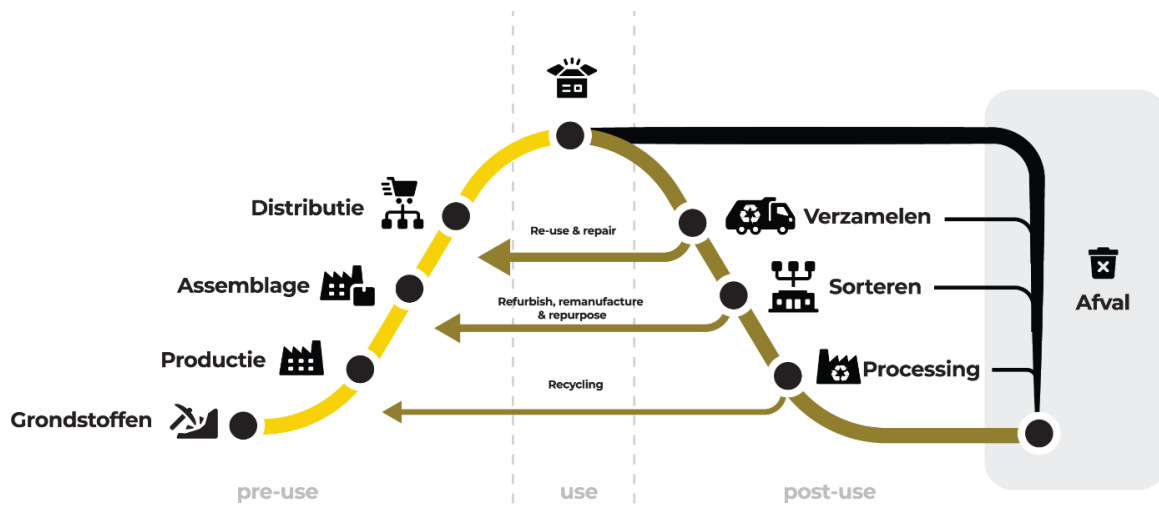 Distributie
Assemblage
Productie
Grondstoffen
Re-use & repair
Refurbish, remanufacture
& repurpose
Recycling
Verzamelen
Sorteren
Processing
Afval
pre-use
use
post-use